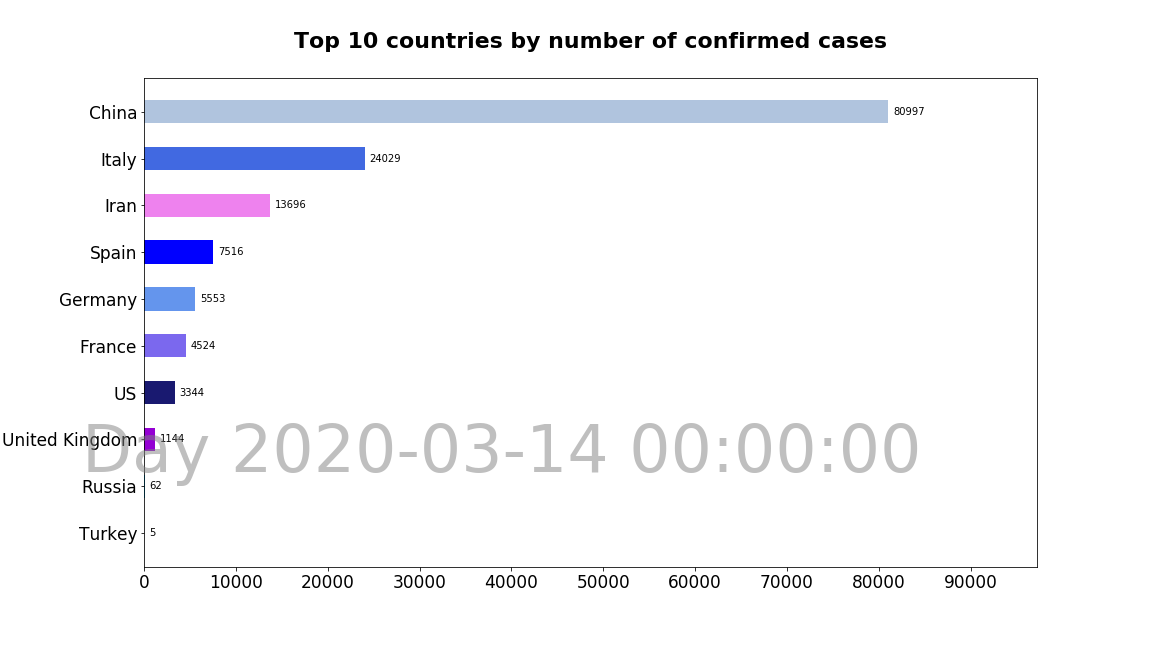 Top 10 countries by number of confirmed cases
China 80997
Italy 24029
Iran 13696
Spain 7516
Germany 5553
France 4524
US 3344
United Kingdom 1144
Day 2020-03-14 00:00:00
Russia 62
Turkey 5
0 10000 20000 30000 40000 50000 60000 70000 80000 90000